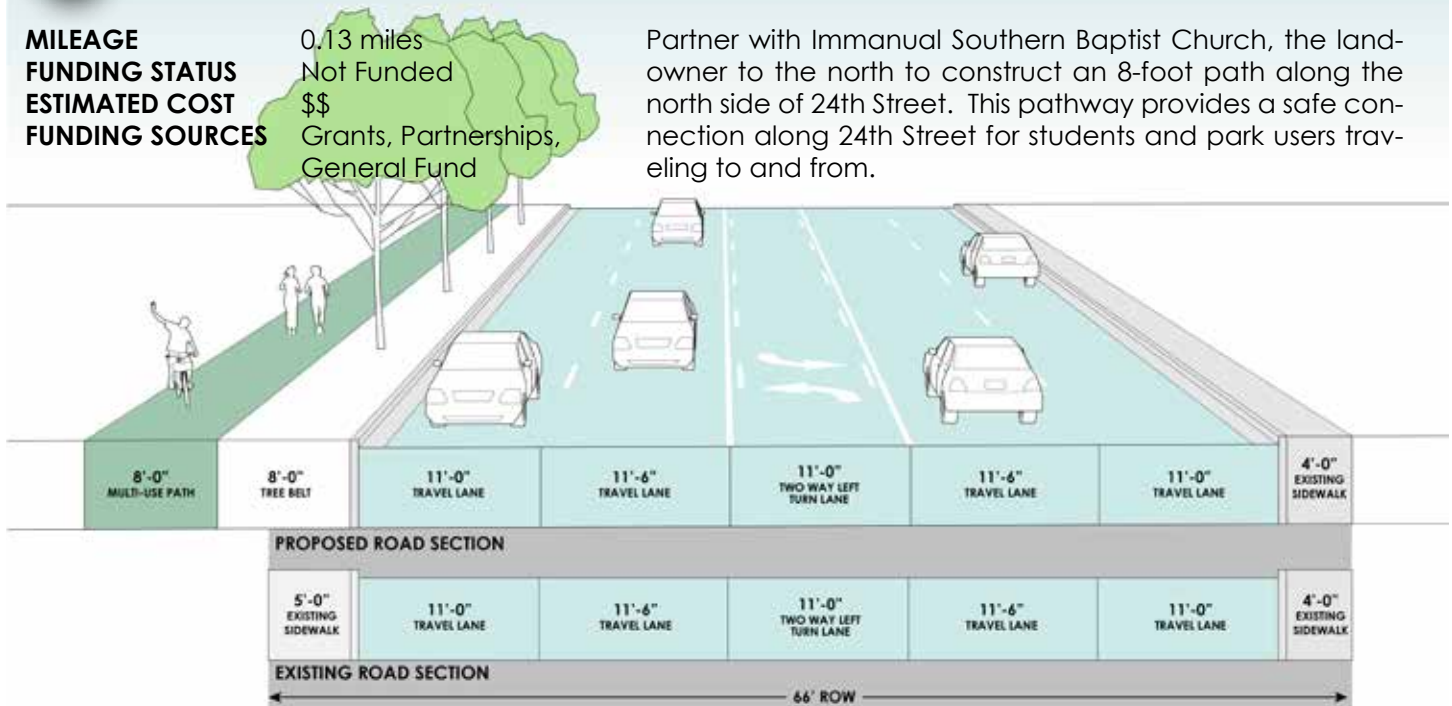 MILEAGE 0.13 miles
FUNDING STATUS Not Funded
ESTIMATED COST $$
FUNDING SOURCES Grants, Partnerships,
General Fund
Partner with Immanual Southern Baptist Church, the land-
owner to the north to construct an 8-foot path along the
north side of 24th Street. This pathway provides a safe con-
nection along 24th Street for students and park users trav-
eling to and from.
8'-0"
MULTI-USE PATH
8'-0"
TREE BELT
11'-0"
TRAVEL LANE
11'-6"
TRAVEL LANE
11'-0"
TWO WAY LEFT
TURN LANE
11'-6"
TRAVEL LANE
11'-0"
TRAVEL LANE
4'-0"
EXISTING
SIDEWALK
PROPOSED ROAD SECTION
5'-0"
EXISTING
SIDEWALK
11'-0"
TRAVEL LANE
11'-6"
TRAVEL LANE
11'-0"
TWO WAY LEFT
TURN LANE
11'-6"
TRAVEL LANE
11'-0"
TRAVEL LANE
4'-0"
EXISTING
SIDEWALK
EXISTING ROAD SECTION
66' ROW